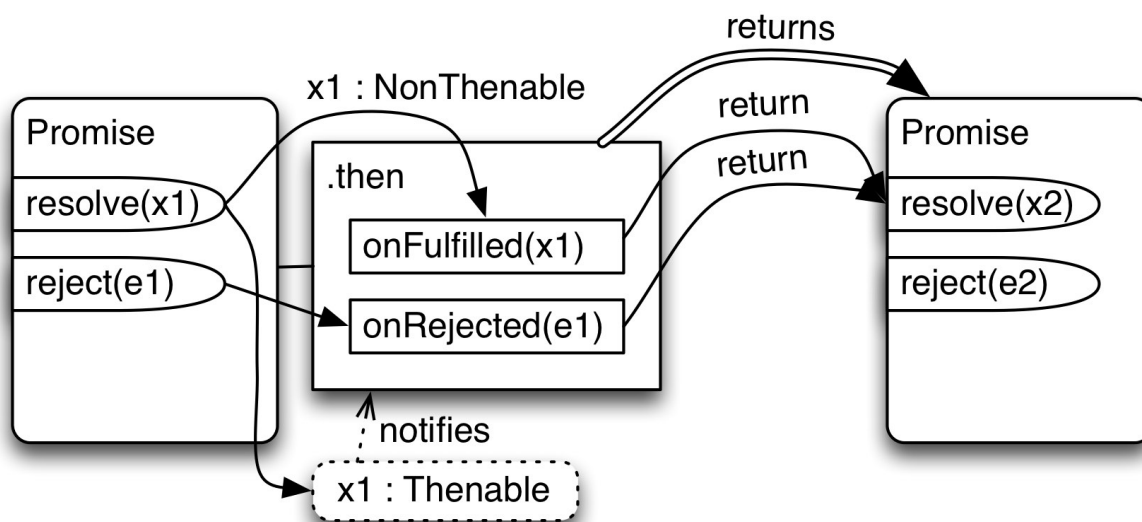 returns
x1 : NonThenable
return
Promise
Promise
return
.then
resolve(x1)
resolve(x2)
onFulfilled(x1)
reject(e1)
reject(e2)
onRejected(e1)
notifies
x1 : Thenable